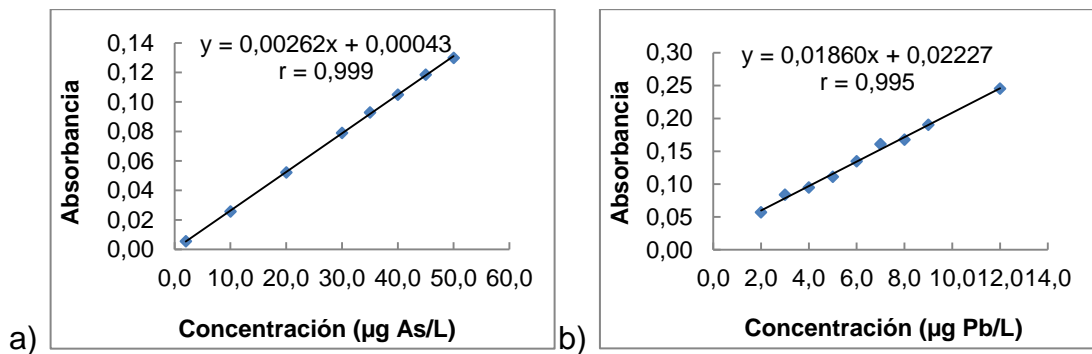 a)
y = 0,00262x + 0,00043
r = 0,999
Absorbancia
0,14
0,12
0,10
0,08
0,06
0,04
0,02
0,00
0,0 10,0 20,0 30,0 40,0 50,0 60,0
Concentración (µg As/L)
b)
y = 0,01860x + 0,02227
r = 0,995
Absorbancia
0,30
0,25
0,20
0,15
0,10
0,05
0,00
0,0 2,0 4,0 6,0 8,0 10,0 12,0 14,0
Concentración (µg Pb/L)